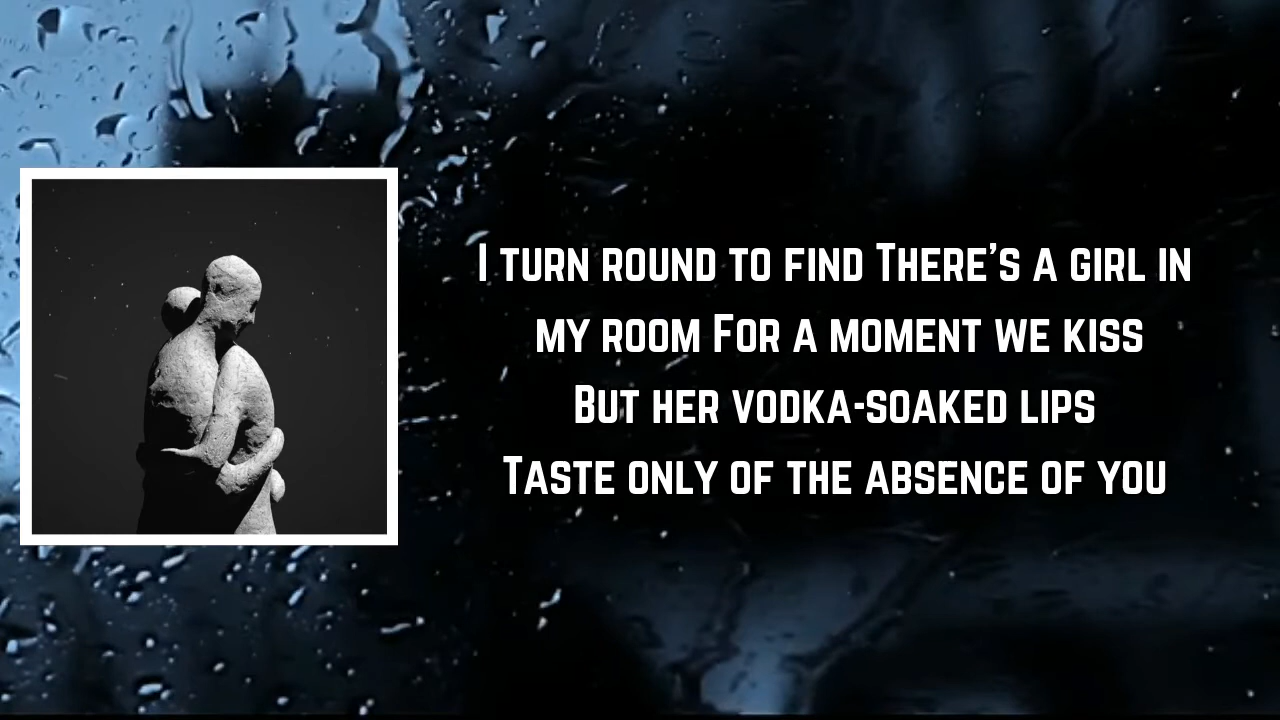 I turn round to find There's a girl in
my room For a moment we kiss
But her vodka-soaked lips
Taste only of the absence of you